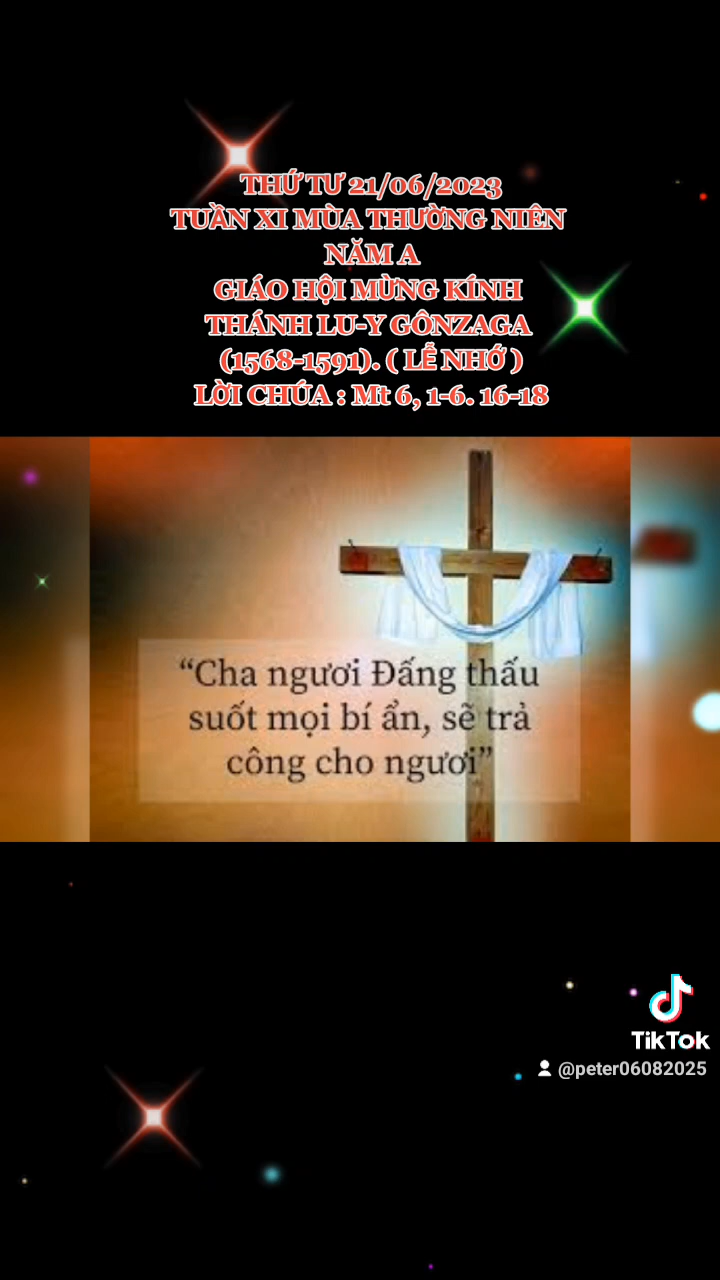 THỨ TƯ 21/06/2023
TUẦN XI MÙA THƯỜNG NIÊN
NĂM A
GIÁO HỘI MỪNG KÍNH
THÁNH LU-Y GÔNZAGA
(1568-1591). ( LỄ NHỚ )
LỜI CHÚA : Mt 6, 1-6. 16-18
“Cha ngươi Đấng thấu
suốt mọi bí ẩn, sẽ trả
công cho ngươi”
TikTok
@peter06082025